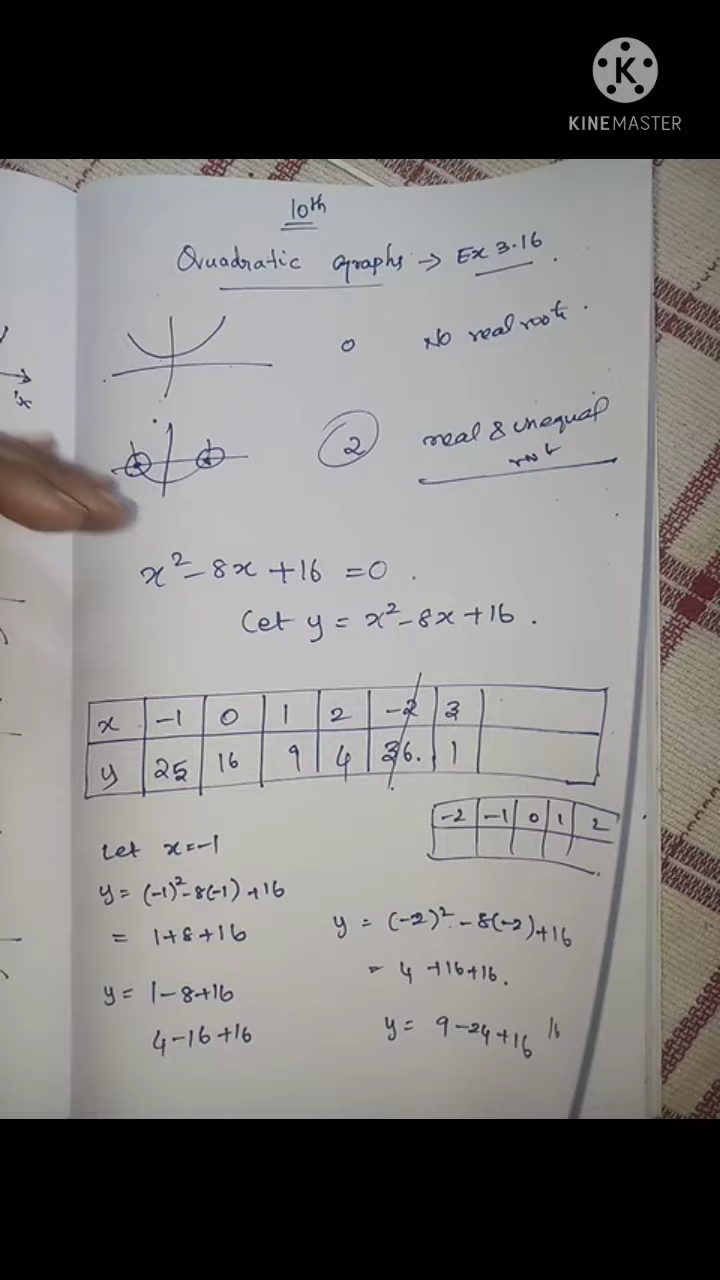 KINEMASTER
10th
Quadratic Graphs → Ex 3.16
0 No real roots.
2 real & unequal
x² - 8x + 16 = 0.
Let y = x² - 8x + 16.
x -1 0 1 2 -2 3
y 25 16 9 4 36. 1
-2 -1 0 1 2
Let x = -1
y = (-1)² - 8(-1) + 16
= 1+8+16
y = (-2)² - 8(-2) + 16
= 4 +16+16.
y = 1-8+16
4-16+16
y = 9-24+16 16